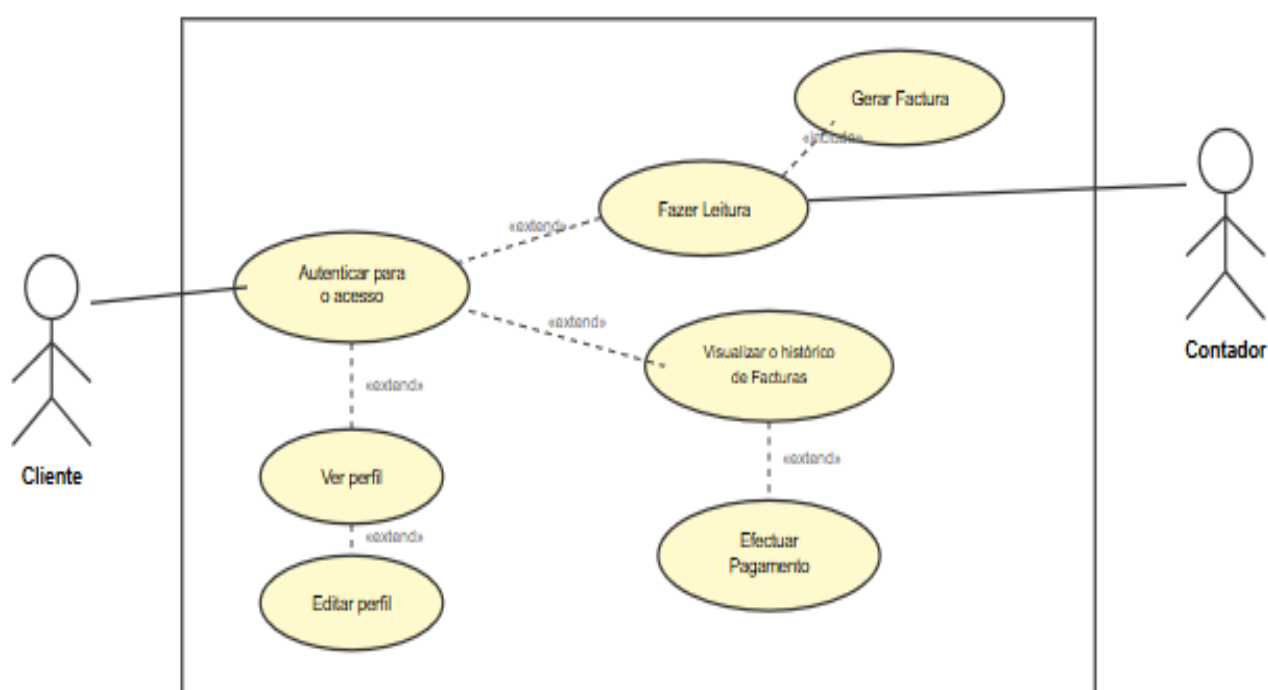 Gerar Factura
«include»
Fazer Leitura
«extend»
Autenticar para
o acesso
«extend»
Visualizar o histórico
de Facturas
Contador
«extend»
«extend»
Ver perfil
Cliente
«extend»
Efectuar
Pagamento
Editar perfil